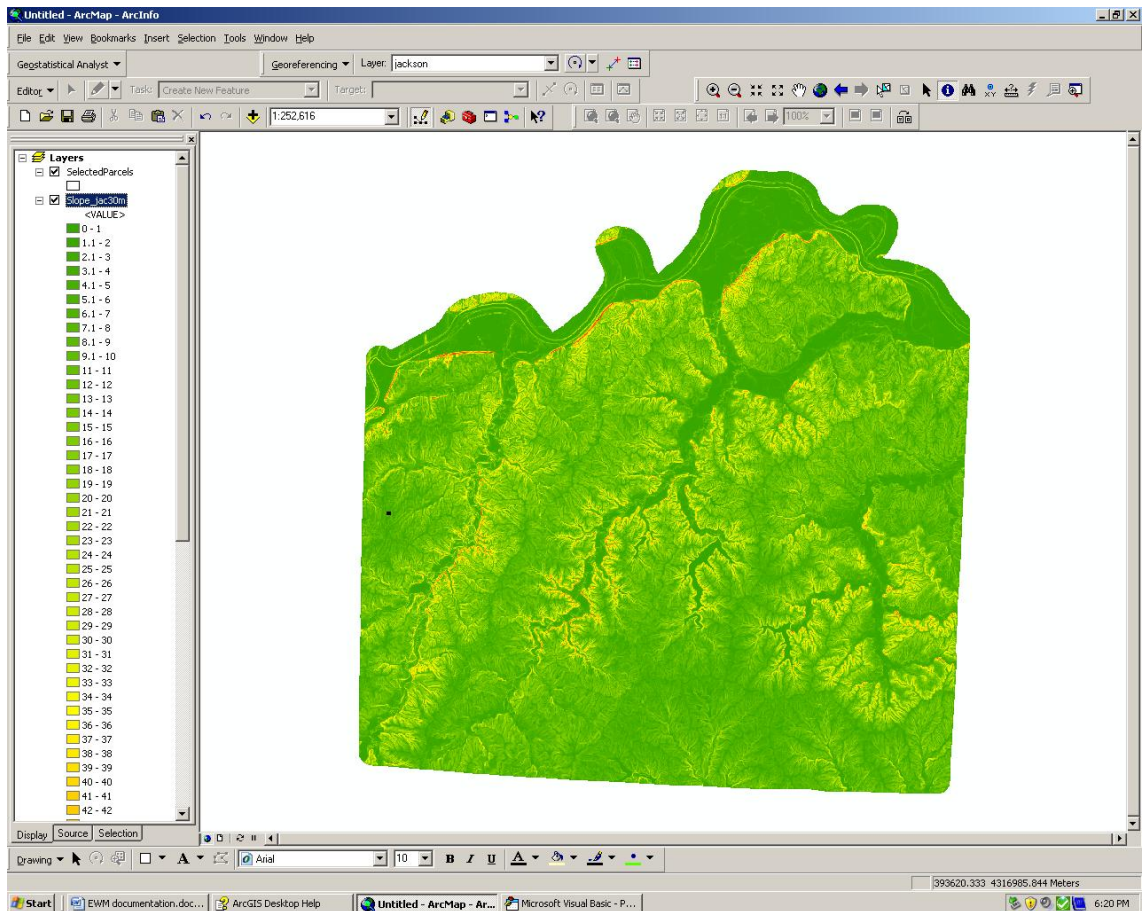 Untitled - ArcMap - ArcInfo
File Edit View Bookmarks Insert Selection Tools Window Help
Geostatistical Analyst Georeferencing Layer: jackson
Editor Task: Create New Feature Target:
1:252,616 100%
Layers
SelectedParcels
Slope_jac30m
<VALUE>
0 - 1
1.1 - 2
2.1 - 3
3.1 - 4
4.1 - 5
5.1 - 6
6.1 - 7
7.1 - 8
8.1 - 9
9.1 - 10
11 - 11
12 - 12
13 - 13
14 - 14
15 - 15
16 - 16
17 - 17
18 - 18
19 - 19
20 - 20
21 - 21
22 - 22
23 - 23
24 - 24
25 - 25
26 - 26
27 - 27
28 - 28
29 - 29
30 - 30
31 - 31
32 - 32
33 - 33
34 - 34
35 - 35
36 - 36
37 - 37
38 - 38
39 - 39
40 - 40
41 - 41
42 - 42
Display Source Selection
Drawing A Arial 10 B I U A
393620.333 4316985.844 Meters
Start EWM documentation.doc... ArcGIS Desktop Help Untitled - ArcMap - Ar... Microsoft Visual Basic - P... 6:20 PM